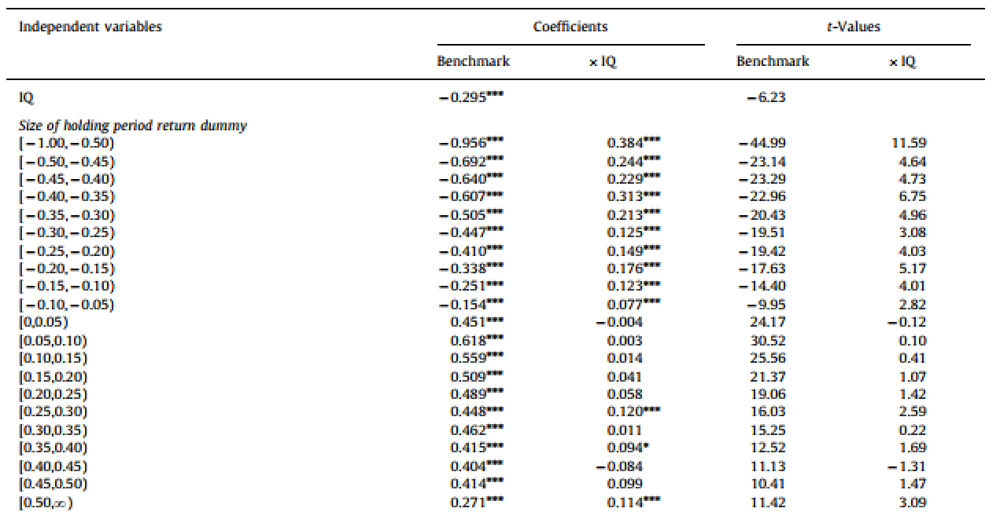 Independent variables Coefficients t-Values
Benchmark × IQ Benchmark × IQ
IQ −0.295*** −6.23
Size of holding period return dummy
[−1.00,−0.50) −0.956*** 0.384*** −44.99 11.59
[−0.50,−0.45) −0.692*** 0.244*** −23.14 4.64
[−0.45,−0.40) −0.640*** 0.229*** −23.29 4.73
[−0.40,−0.35) −0.607*** 0.313*** −22.96 6.75
[−0.35,−0.30) −0.505*** 0.213*** −20.43 4.96
[−0.30,−0.25) −0.447*** 0.125*** −19.51 3.08
[−0.25,−0.20) −0.410*** 0.149*** −19.42 4.03
[−0.20,−0.15) −0.338*** 0.176*** −17.63 5.17
[−0.15,−0.10) −0.251*** 0.123*** −14.40 4.01
[−0.10,−0.05) −0.154*** 0.077*** −9.95 2.82
[0,0.05) 0.451*** −0.004 24.17 −0.12
[0.05,0.10) 0.618*** 0.003 30.52 0.10
[0.10,0.15) 0.559*** 0.014 25.56 0.41
[0.15,0.20) 0.509*** 0.041 21.37 1.07
[0.20,0.25) 0.489*** 0.058 19.06 1.42
[0.25,0.30) 0.448*** 0.120*** 16.03 2.59
[0.30,0.35) 0.462*** 0.011 15.25 0.22
[0.35,0.40) 0.415*** 0.094* 12.52 1.69
[0.40,0.45) 0.404*** −0.084 11.13 −1.31
[0.45,0.50) 0.414*** 0.099 10.41 1.47
[0.50,∞) 0.271*** 0.114*** 11.42 3.09